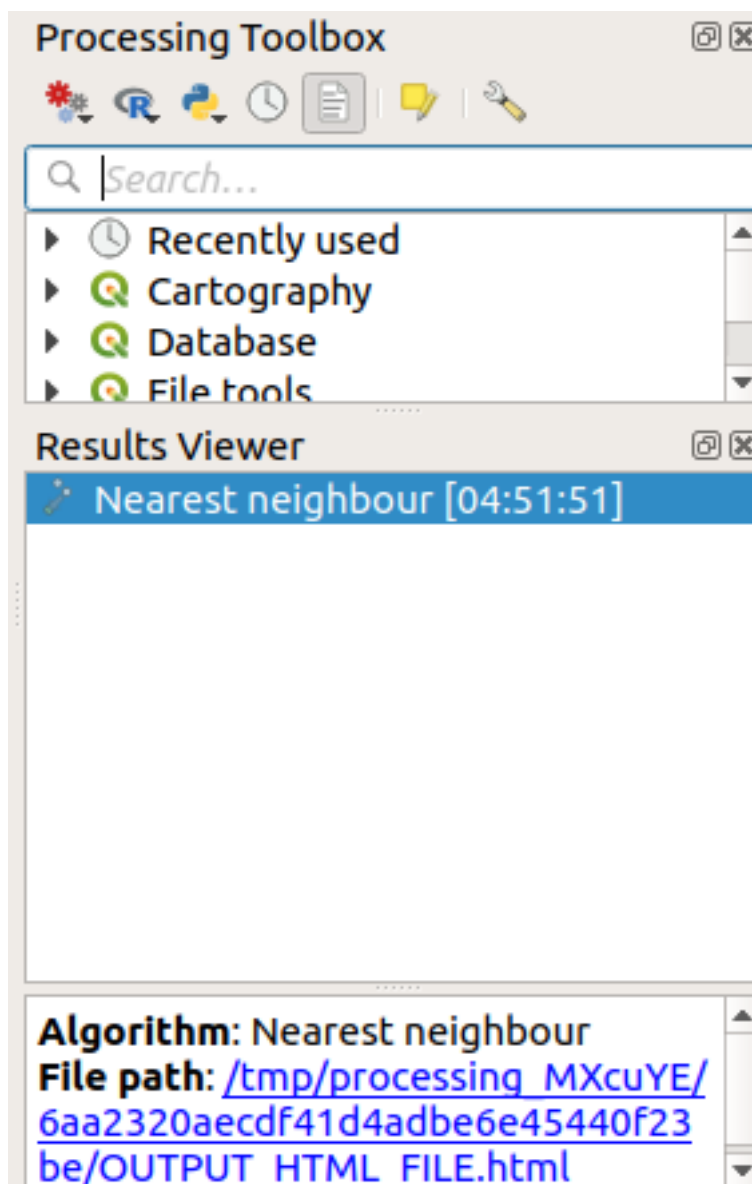 Processing Toolbox
Search...
Recently used
Cartography
Database
File tools
Results Viewer
Nearest neighbour [04:51:51]
Algorithm: Nearest neighbour
File path: /tmp/processing_MXcuYE/
6aa2320aecdf41d4adbe6e45440f23
be/OUTPUT_HTML_FILE.html